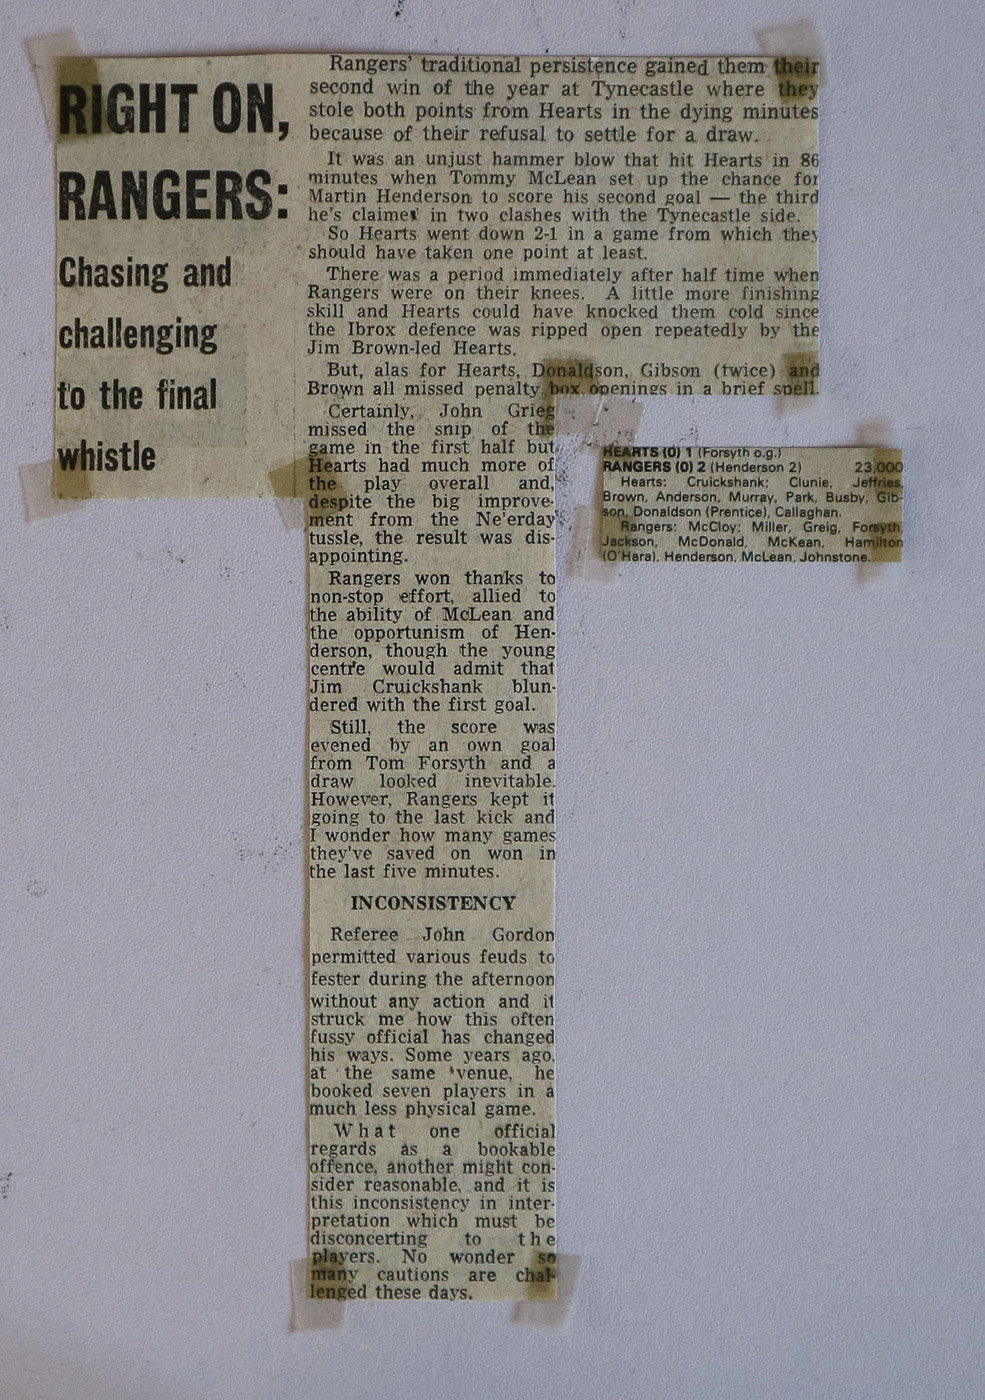 RIGHT ON,
RANGERS:
Chasing and
challenging
to the final
whistle
Rangers' traditional persistence gained them their
second win of the year at Tynecastle where they
stole both points from Hearts in the dying minutes
because of their refusal to settle for a draw.
It was an unjust hammer blow that hit Hearts in 86
minutes when Tommy McLean set up the chance for
Martin Henderson to score his second goal — the third
he's claimed in two clashes with the Tynecastle side.
So Hearts went down 2-1 in a game from which they
should have taken one point at least.
There was a period immediately after half time when
Rangers were on their knees. A little more finishing
skill and Hearts could have knocked them cold since
the Ibrox defence was ripped open repeatedly by the
Jim Brown-led Hearts.
But, alas for Hearts, Donaldson, Gibson (twice) and
Brown all missed penalty box openings in a brief spell.
Certainly, John Grieg
missed the snip of the
game in the first half but
Hearts had much more of
the play overall and,
despite the big improve-
ment from the Ne'erday
tussle, the result was dis-
appointing.
Rangers won thanks to
non-stop effort, allied to
the ability of McLean and
the opportunism of Hen-
derson, though the young
centre would admit that
Jim Cruickshank blun-
dered with the first goal.
Still, the score was
evened by an own goal
from Tom Forsyth and a
draw looked inevitable.
However, Rangers kept it
going to the last kick and
I wonder how many games
they've saved on won in
the last five minutes.
INCONSISTENCY
Referee John Gordon
permitted various feuds to
fester during the afternoon
without any action and it
struck me how this often
fussy official has changed
his ways. Some years ago,
at the same venue, he
booked seven players in a
much less physical game.
What one official
regards as a bookable
offence, another might con-
sider reasonable, and it is
this inconsistency in inter-
pretation which must be
disconcerting to the
players. No wonder so
many cautions are chal-
lenged these days.
HEARTS (0) 1 (Forsyth o.g.)
RANGERS (0) 2 (Henderson 2) 23,000
Hearts: Cruickshank; Clunie, Jeffries,
Brown, Anderson, Murray, Park, Busby, Gib-
son, Donaldson (Prentice), Callaghan.
Rangers: McCloy; Miller, Greig, Forsyth,
Jackson, McDonald, McKean, Hamilton
(O'Hara), Henderson, McLean, Johnstone.